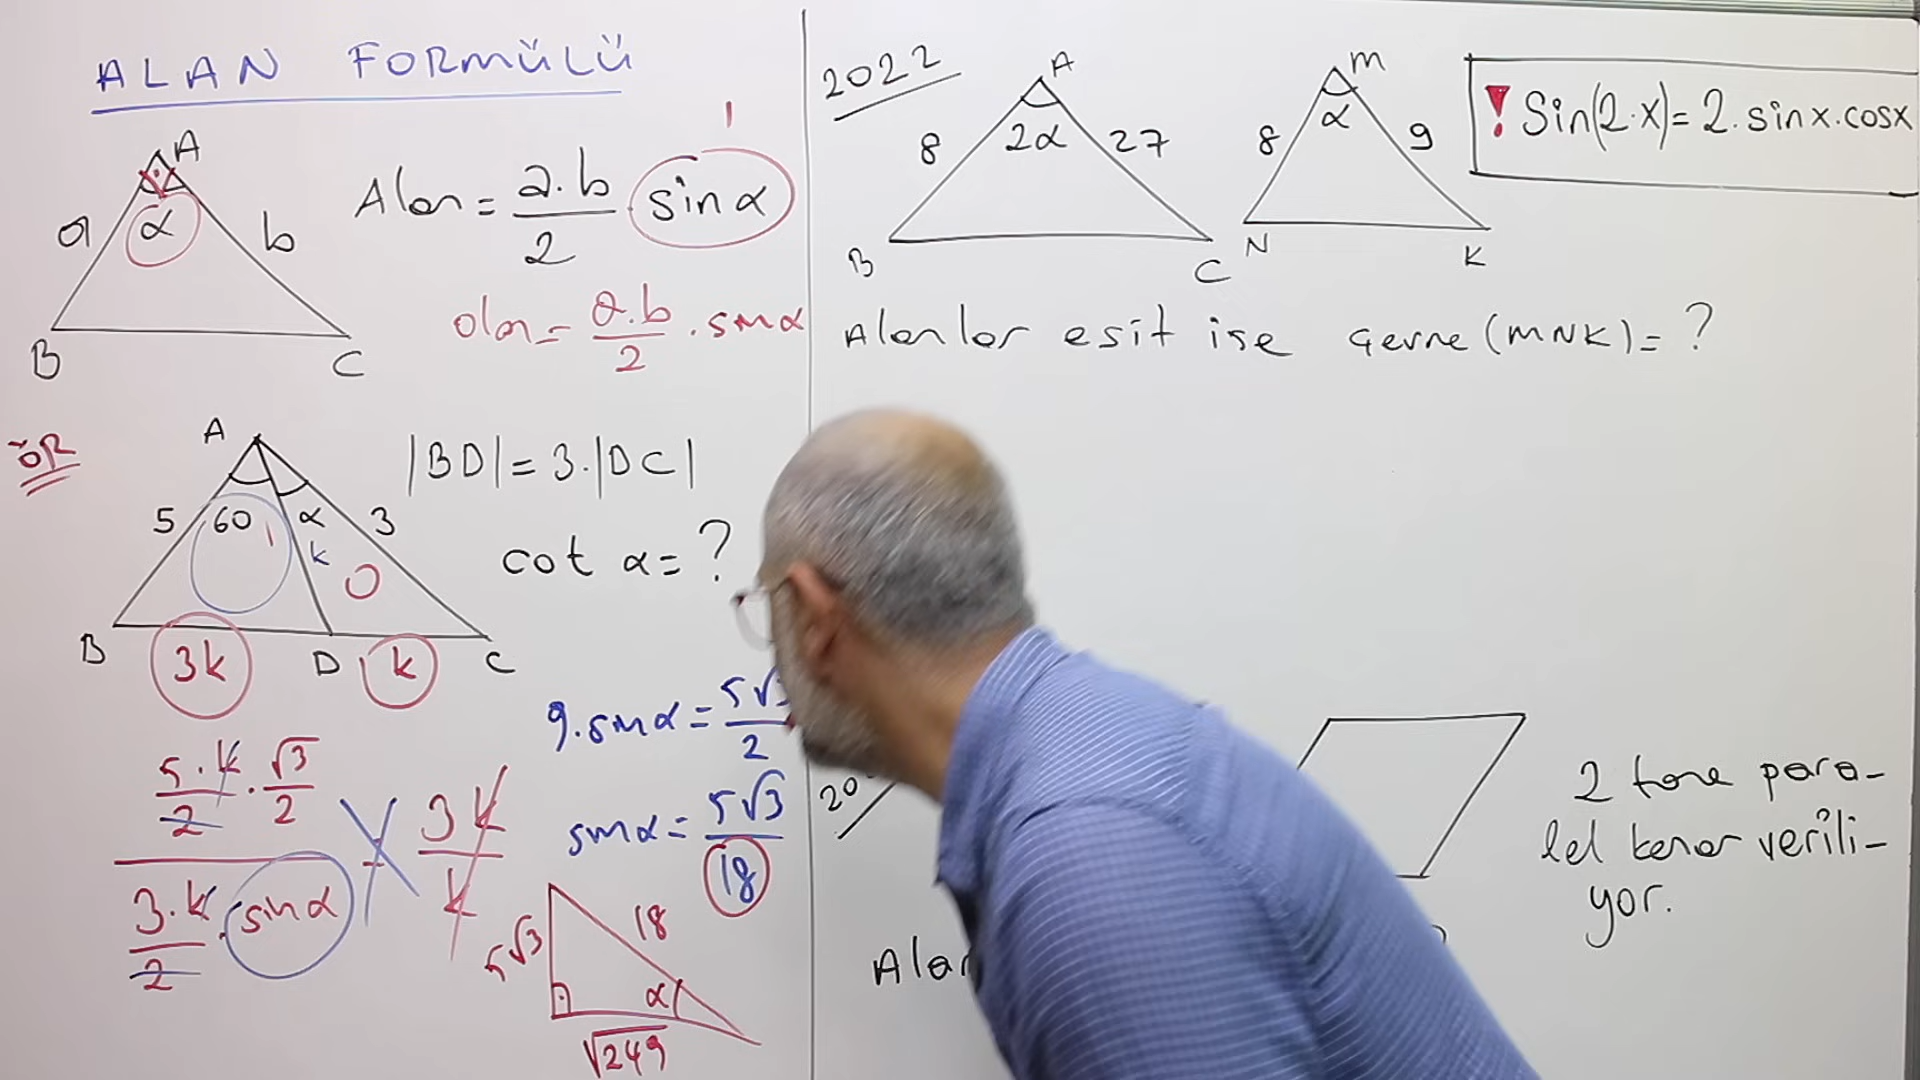 ALAN FORMÜLÜ
A
a
α
b
B
C
Alan = a.b/2 . sin α
1
alan = a.b/2 . sin α
ÖR
A
5
60
α
3
k
B
3k
D
k
C
|BD| = 3.|DC|
cot α = ?
5.k/2 . √3/2
3.k/2 . sin α
= 3k/k
9.sin α = 5√3/2
sin α = 5√3/18
5√3
18
α
√249
2022
A
8
2α
27
B
C
M
8
α
9
N
K
! Sin(2.x) = 2.sinx.cosx
Alanlar eşit ise Çevre(MNK) = ?
2 tane para-
lel kenar verili-
yor.